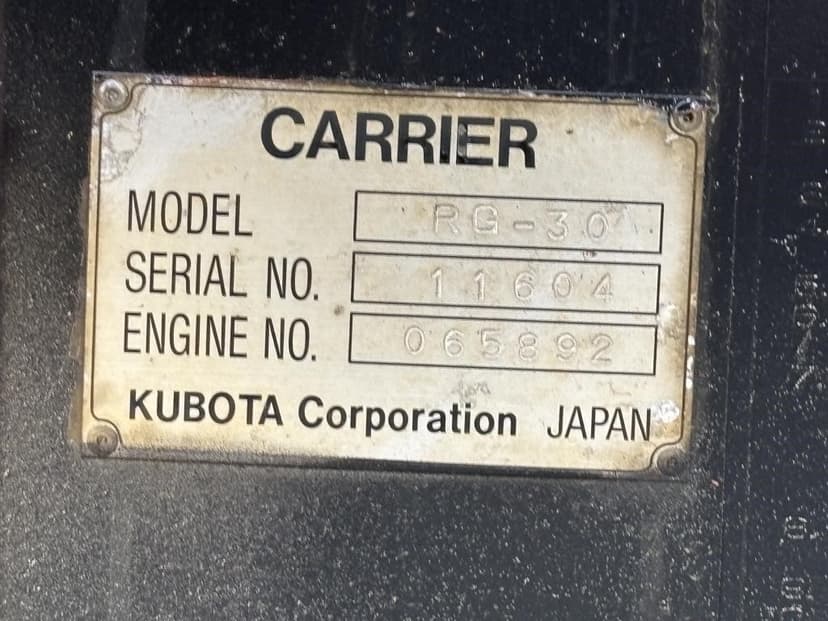 CARRIER
MODEL RG-30
SERIAL NO. 11604
ENGINE NO. 065892
KUBOTA Corporation JAPAN